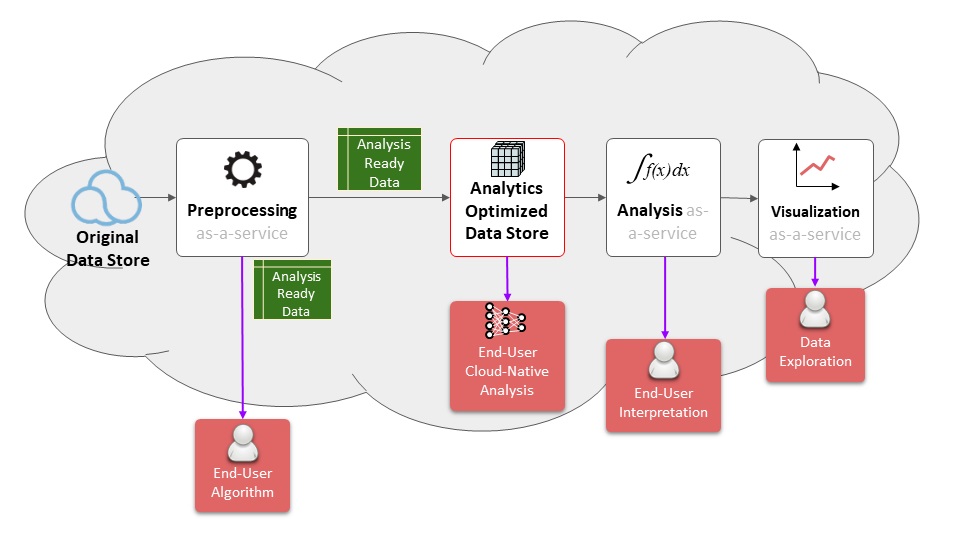 Original
Data Store
Preprocessing
as-a-service
Analysis
Ready
Data
Analysis
Ready
Data
Analytics
Optimized
Data Store
∫f(x)dx
Analysis as-
a-service
Visualization
as-a-service
End-User
Algorithm
End-User
Cloud-Native
Analysis
End-User
Interpretation
Data
Exploration